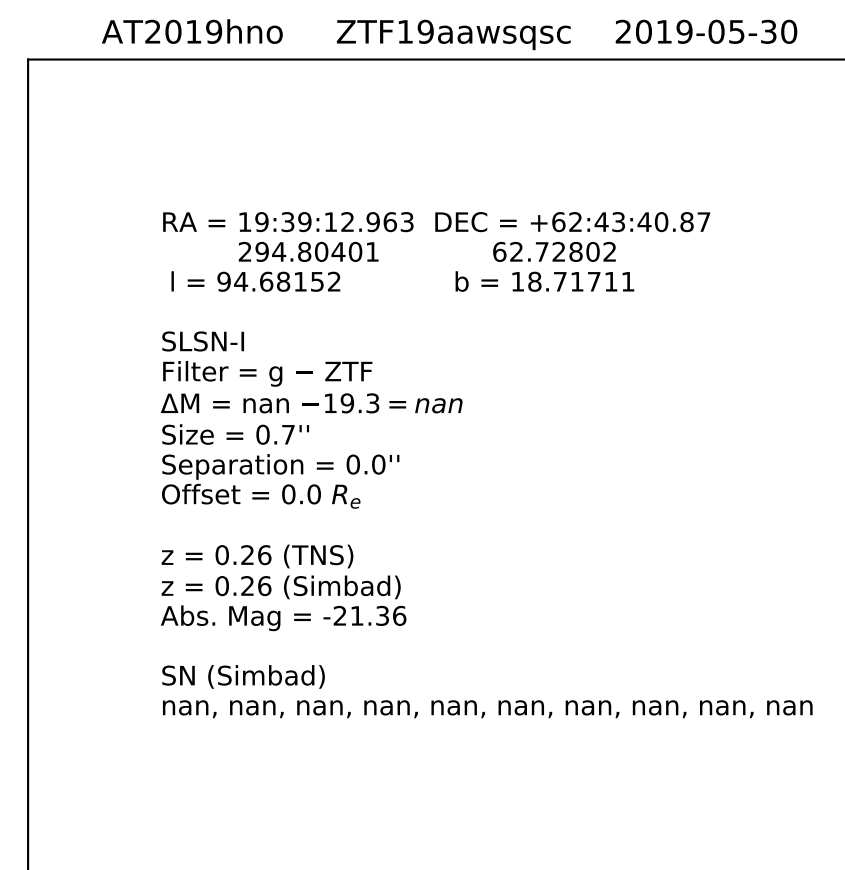 AT2019hno ZTF19aawsqsc 2019-05-30
RA = 19:39:12.963 DEC = +62:43:40.87
294.80401 62.72802
l = 94.68152 b = 18.71711
SLSN-I
Filter = g − ZTF
ΔM = nan −19.3 = nan
Size = 0.7''
Separation = 0.0''
Offset = 0.0 Re
z = 0.26 (TNS)
z = 0.26 (Simbad)
Abs. Mag = -21.36
SN (Simbad)
nan, nan, nan, nan, nan, nan, nan, nan, nan, nan